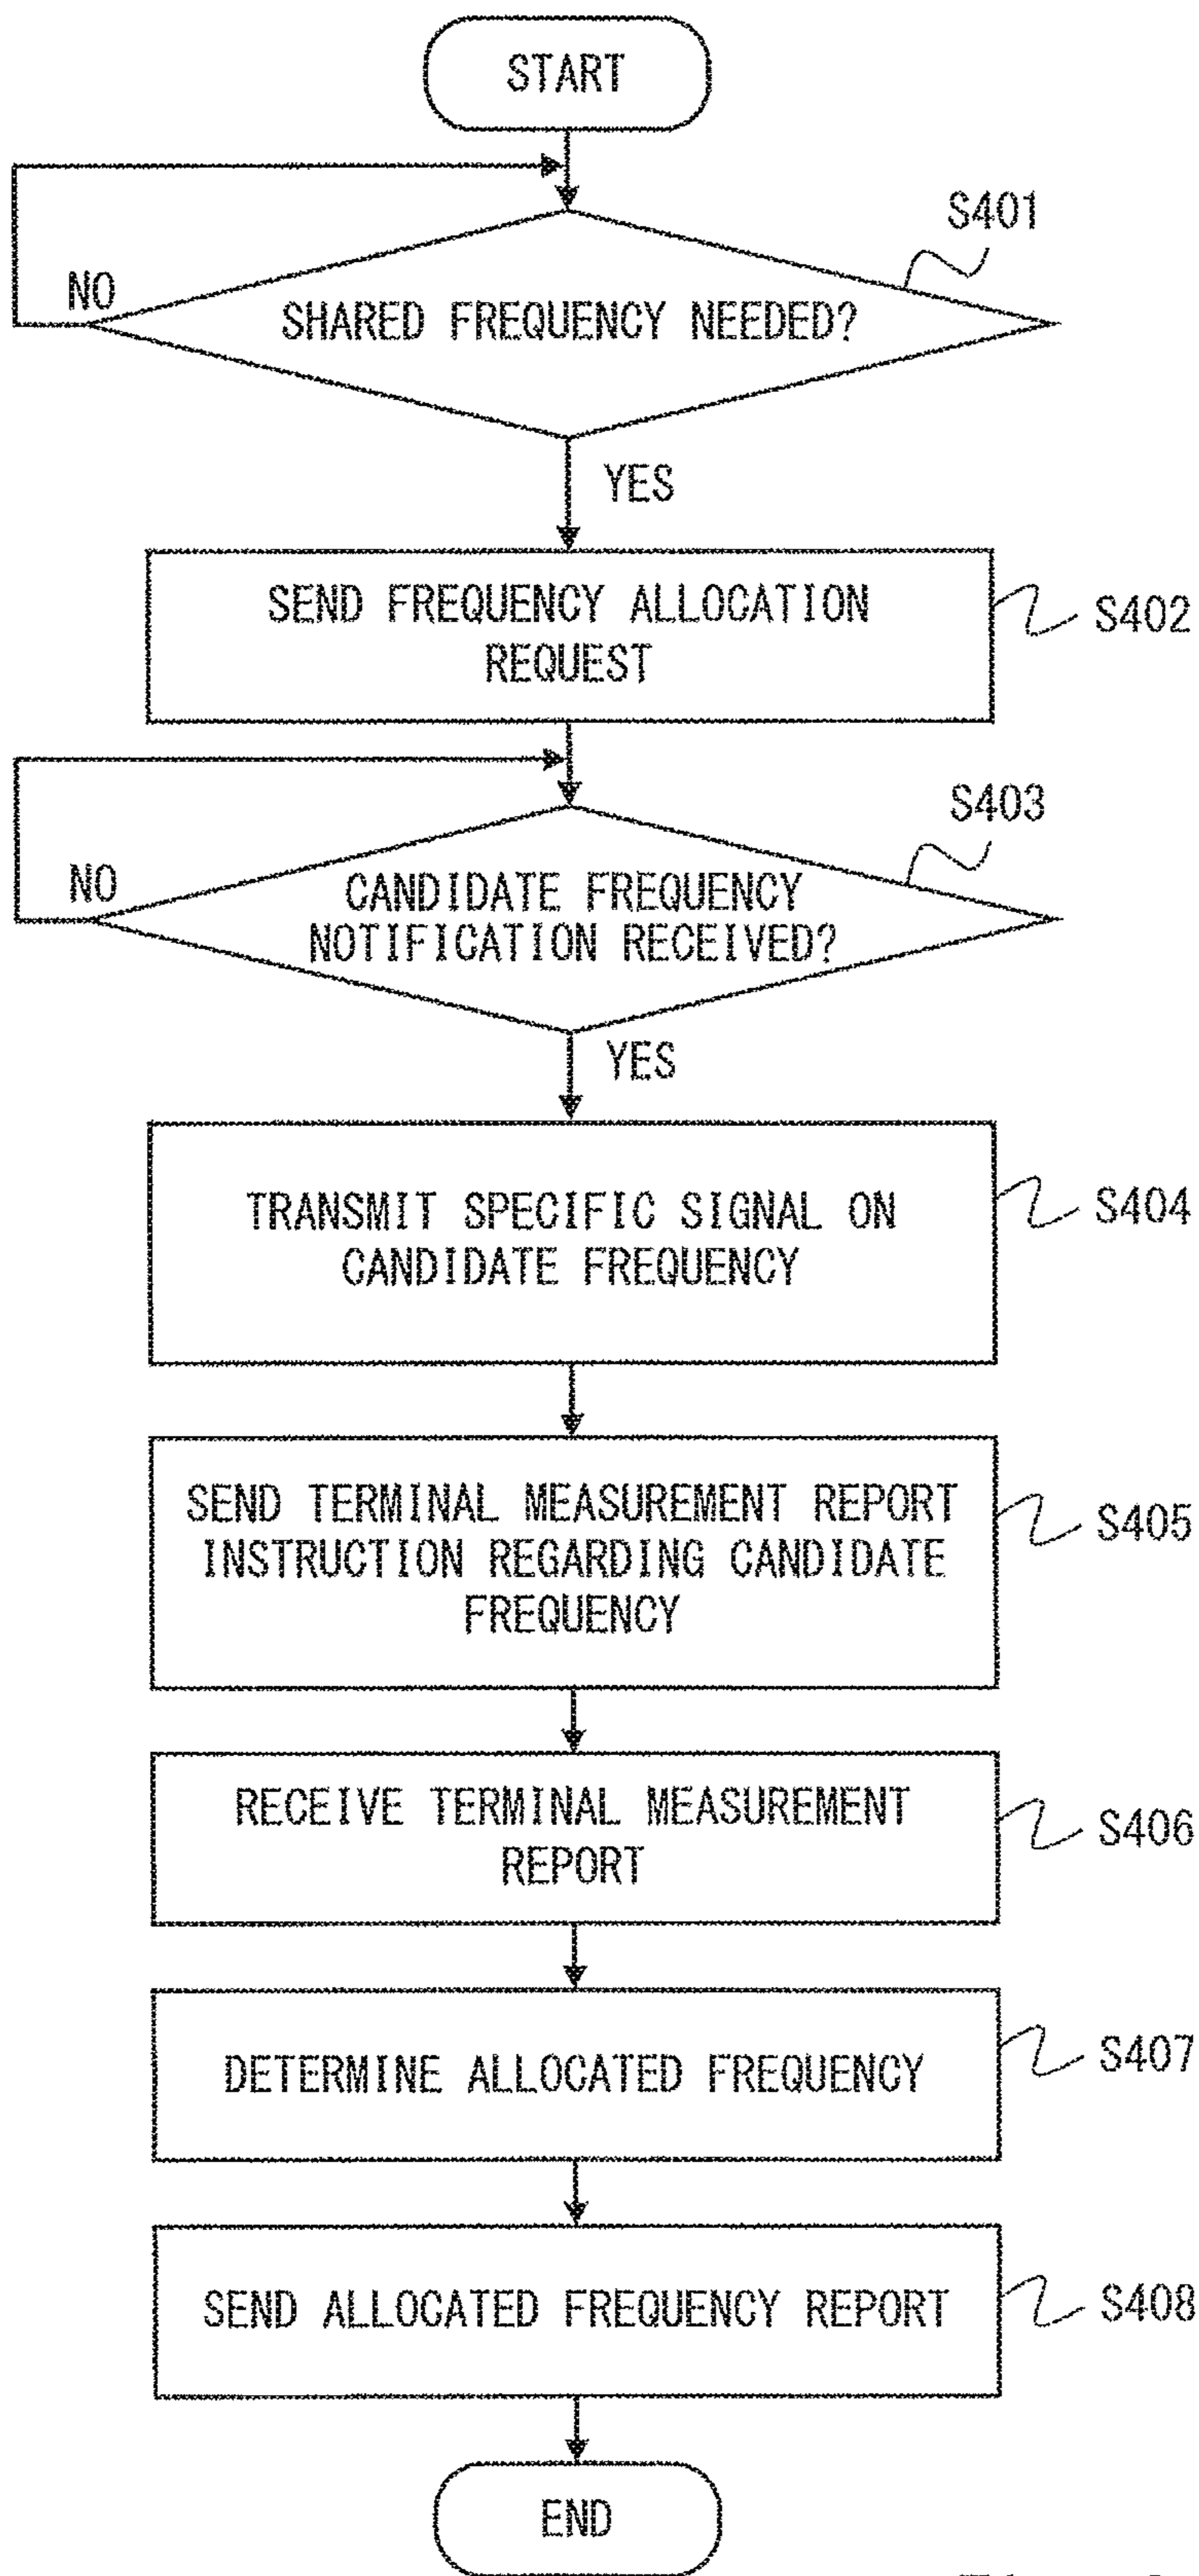 START
S401
NO
SHARED FREQUENCY NEEDED?
YES
SEND FREQUENCY ALLOCATION
REQUEST
S402
S403
NO
CANDIDATE FREQUENCY
NOTIFICATION RECEIVED?
YES
TRANSMIT SPECIFIC SIGNAL ON
CANDIDATE FREQUENCY
S404
SEND TERMINAL MEASUREMENT REPORT
INSTRUCTION REGARDING CANDIDATE
FREQUENCY
S405
RECEIVE TERMINAL MEASUREMENT
REPORT
S406
DETERMINE ALLOCATED FREQUENCY
S407
SEND ALLOCATED FREQUENCY REPORT
S408
END